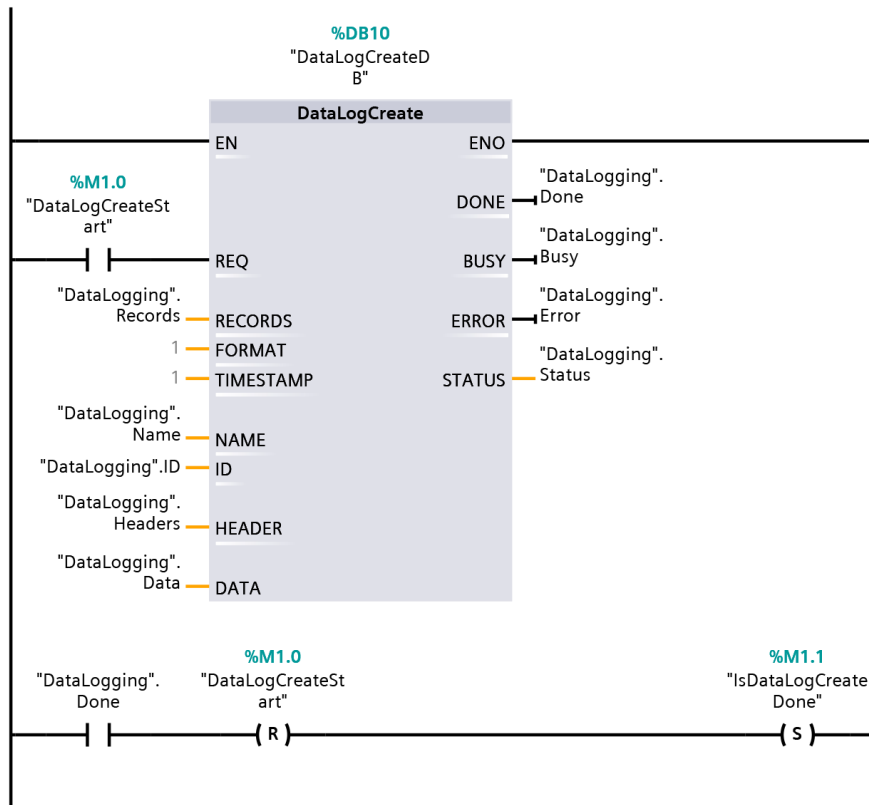 %DB10
"DataLogCreateD
B"
DataLogCreate
EN
ENO
%M1.0
"DataLogCreateSt
art"
REQ
DONE
"DataLogging".
Done
BUSY
"DataLogging".
Busy
"DataLogging".
Records
RECORDS
ERROR
"DataLogging".
Error
1
FORMAT
1
TIMESTAMP
STATUS
"DataLogging".
Status
"DataLogging".
Name
NAME
"DataLogging".ID
ID
"DataLogging".
Headers
HEADER
"DataLogging".
Data
DATA
"DataLogging".
Done
%M1.0
"DataLogCreateSt
art"
R
%M1.1
"IsDataLogCreate
Done"
S